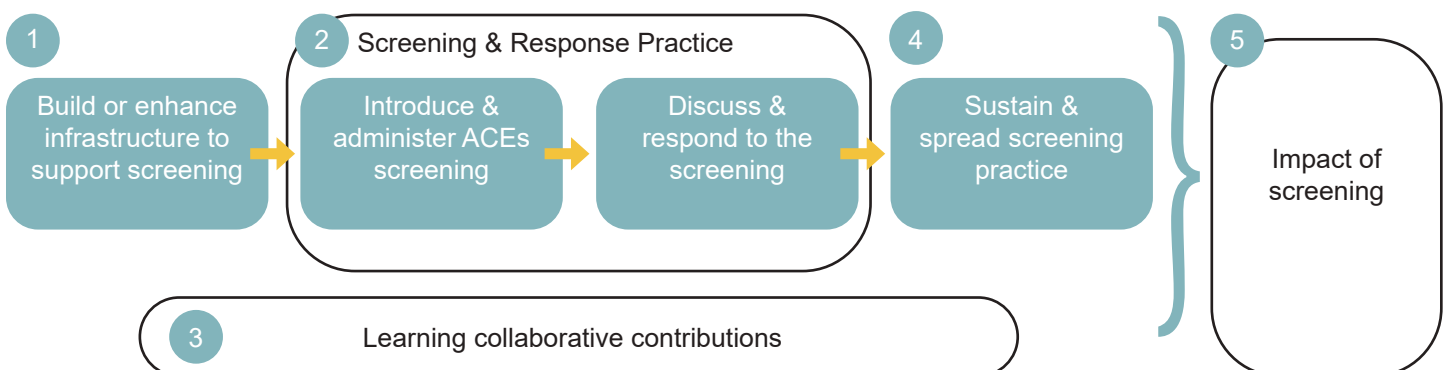 1
Build or enhance
infrastructure to
support screening
2
Screening & Response Practice
Introduce &
administer ACEs
screening
Discuss &
respond to the
screening
4
Sustain &
spread screening
practice
5
Impact of
screening
3
Learning collaborative contributions